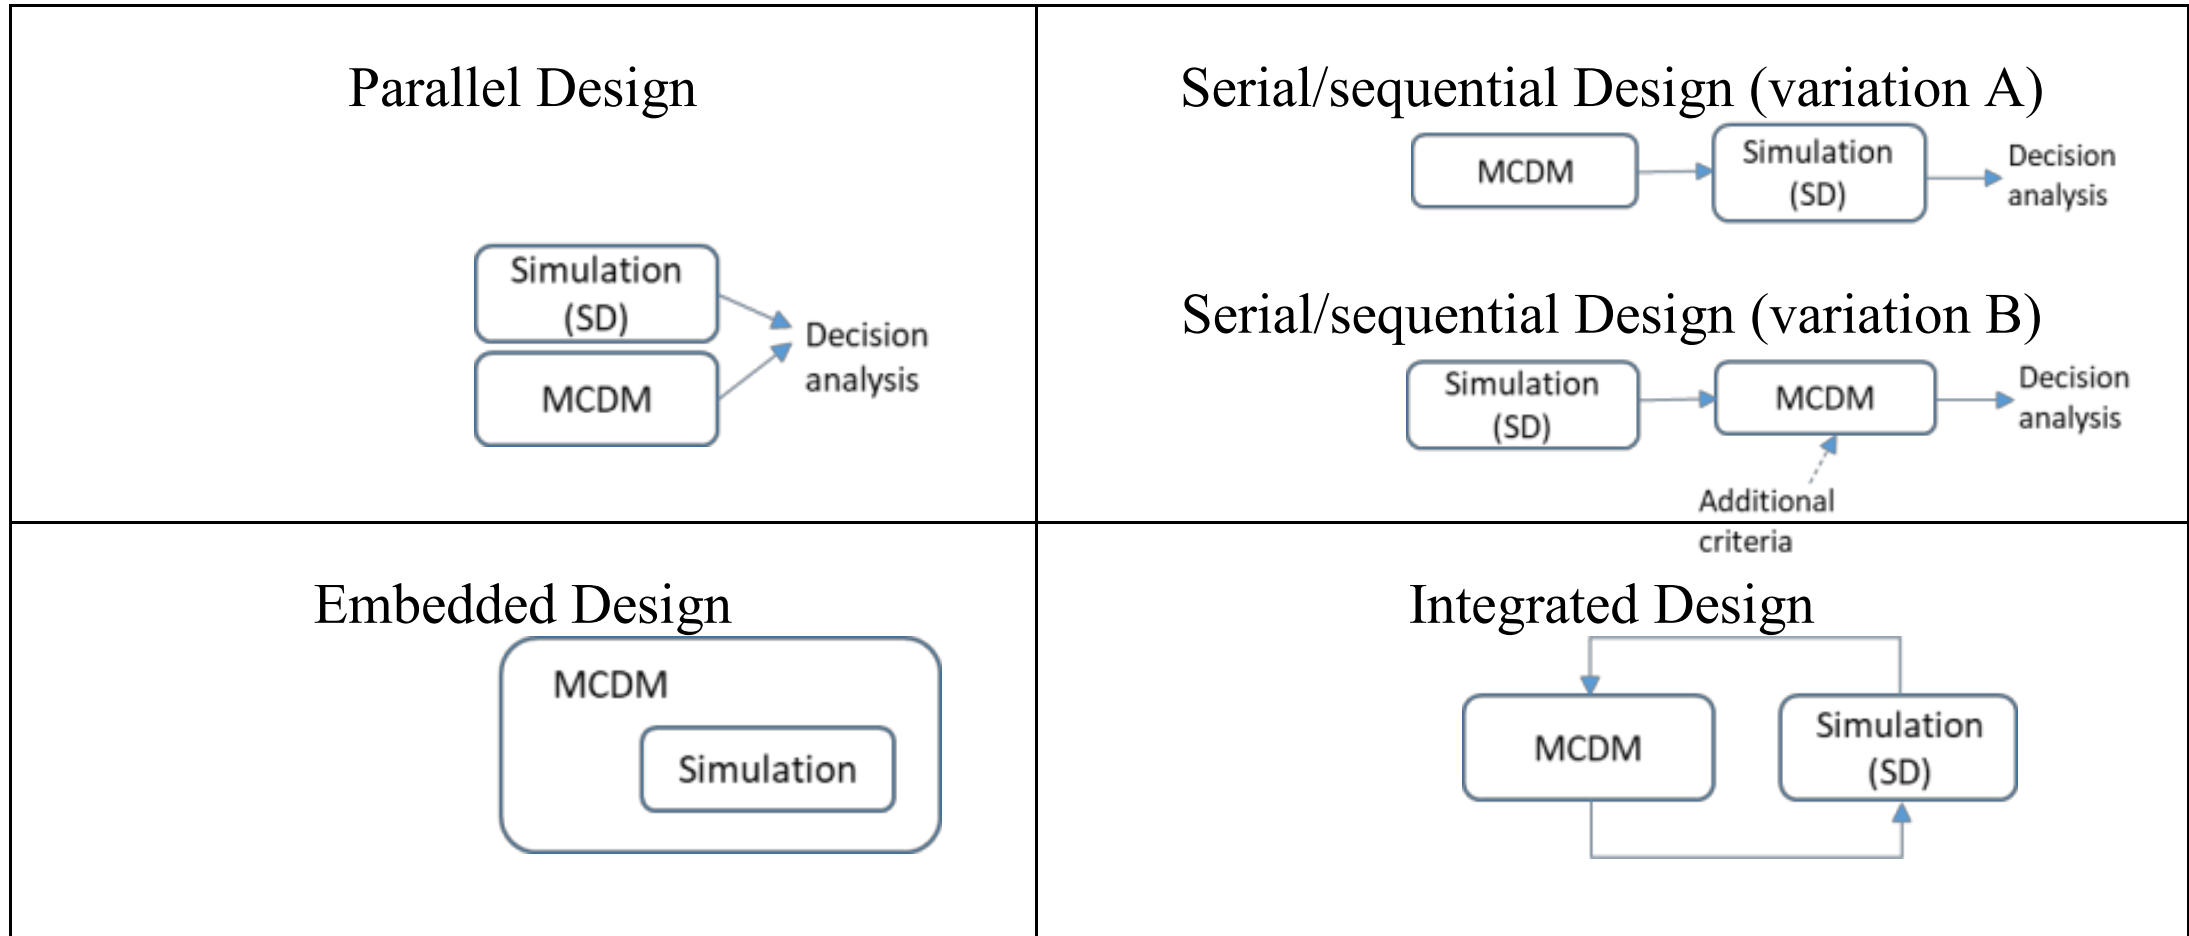 Parallel Design
Simulation
(SD)
MCDM
Decision
analysis
Serial/sequential Design (variation A)
MCDM
Simulation
(SD)
Decision
analysis
Serial/sequential Design (variation B)
Simulation
(SD)
MCDM
Decision
analysis
Additional
criteria
Embedded Design
MCDM
Simulation
Integrated Design
MCDM
Simulation
(SD)